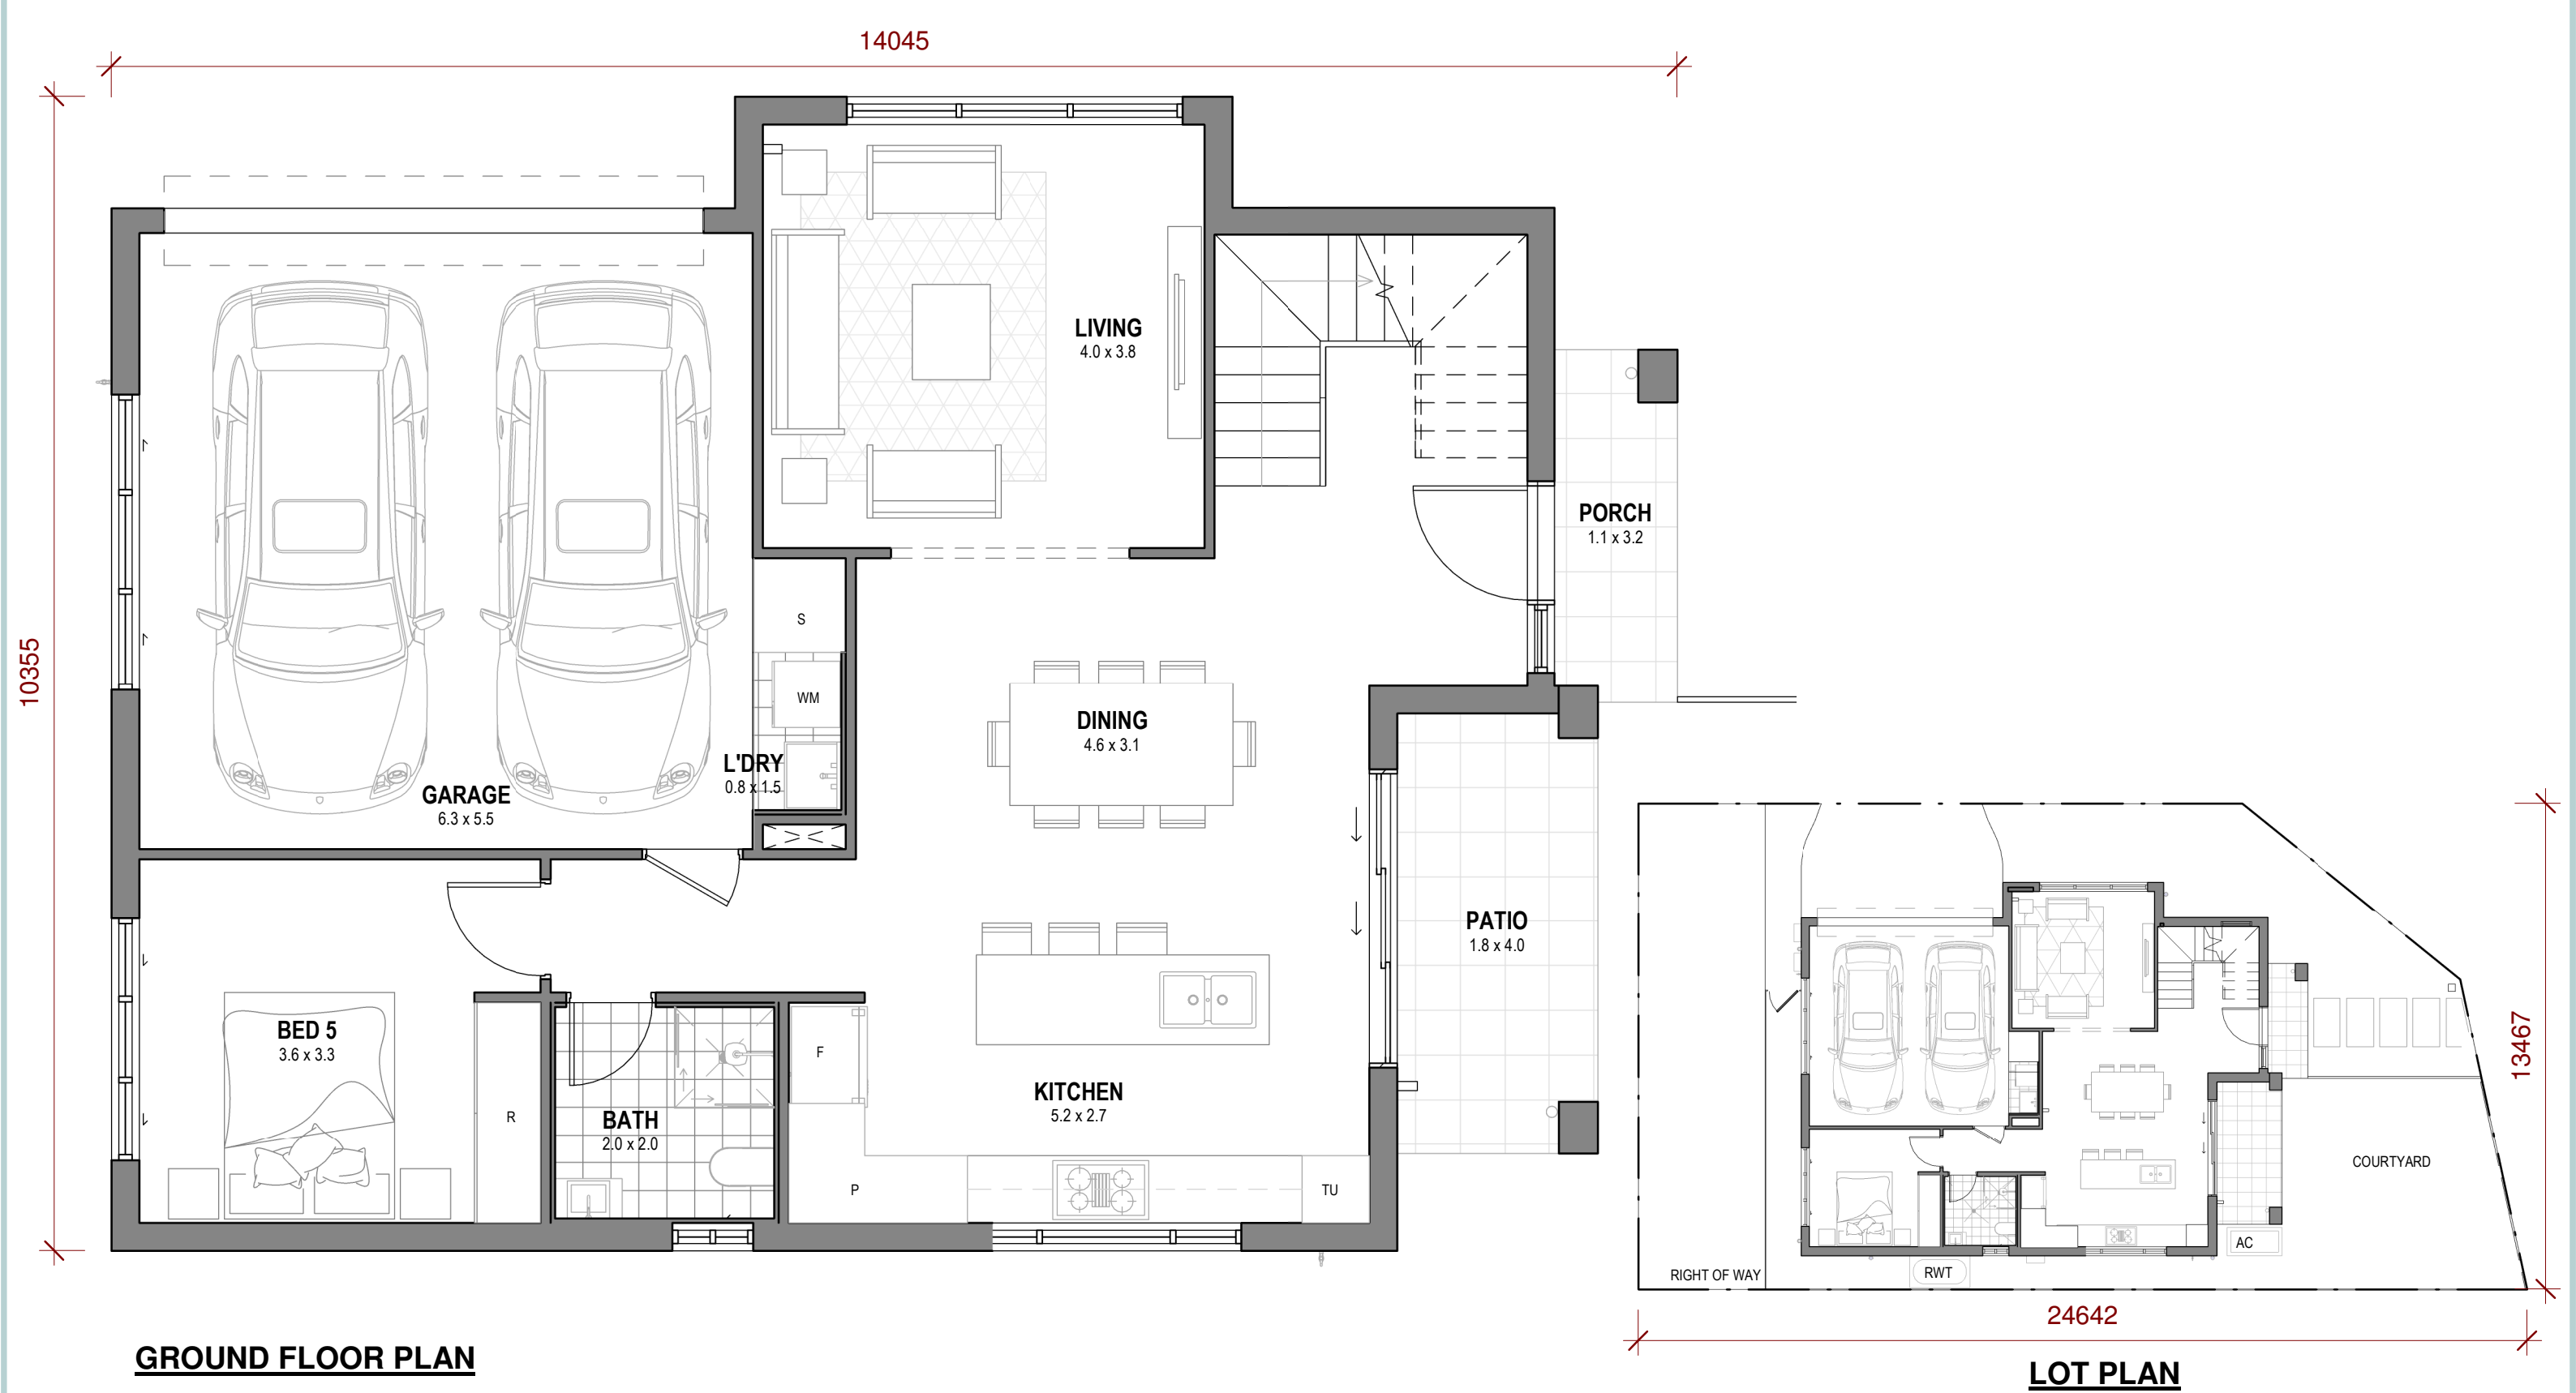 14045
10355
LIVING
4.0 x 3.8
PORCH
1.1 x 3.2
S
WM
L'DRY
0.8 x 1.5
GARAGE
6.3 x 5.5
DINING
4.6 x 3.1
PATIO
1.8 x 4.0
BED 5
3.6 x 3.3
R
BATH
2.0 x 2.0
F
P
KITCHEN
5.2 x 2.7
TU
GROUND FLOOR PLAN
13467
COURTYARD
AC
RWT
RIGHT OF WAY
24642
LOT PLAN